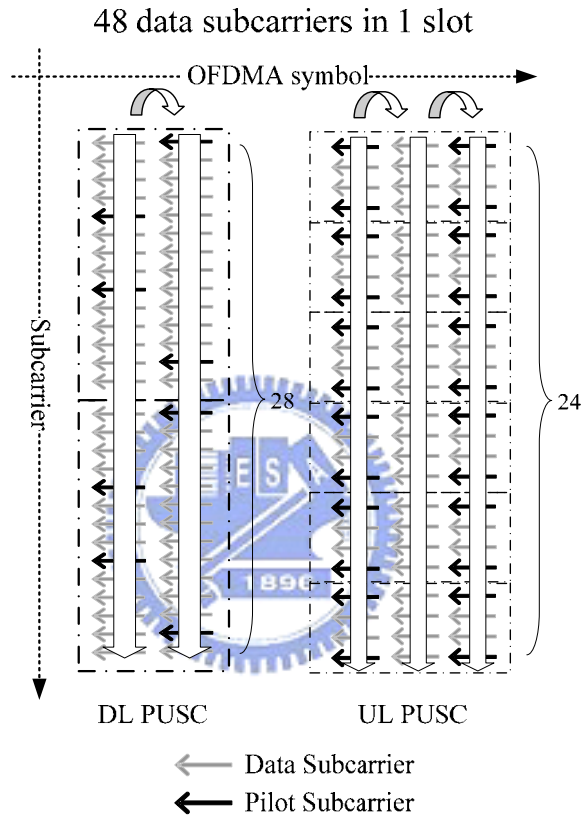 48 data subcarriers in 1 slot
OFDMA symbol
Subcarrier
28
24
E S
1896
DL PUSC
UL PUSC
Data Subcarrier
Pilot Subcarrier